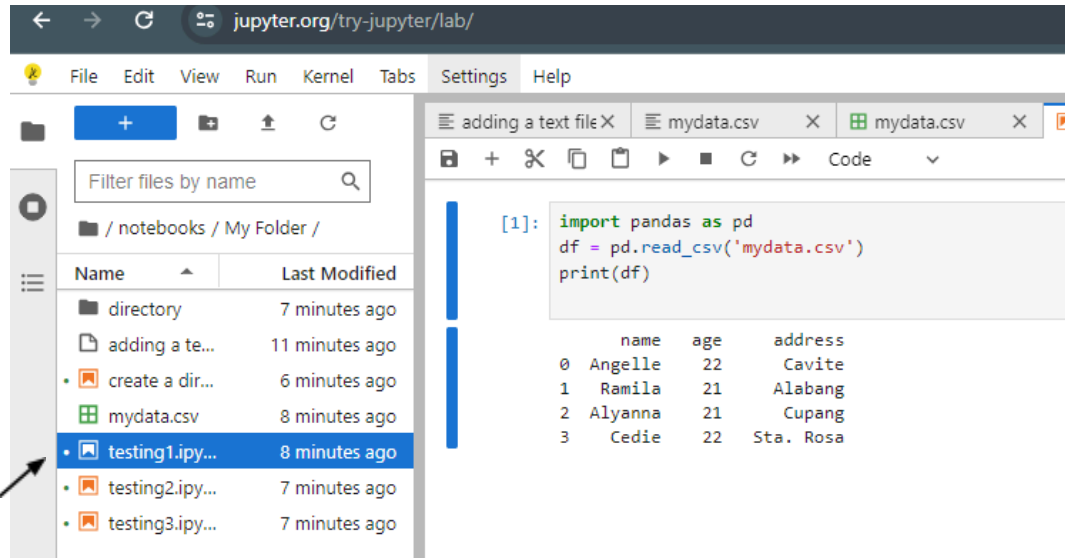 jupyter.org/try-jupyter/lab/
File Edit View Run Kernel Tabs Settings Help
+
adding a text file X mydata.csv X mydata.csv X
Code
Filter files by name
/ notebooks / My Folder /
Name Last Modified
directory 7 minutes ago
adding a te... 11 minutes ago
create a dir... 6 minutes ago
mydata.csv 8 minutes ago
testing1.ipy... 8 minutes ago
testing2.ipy... 7 minutes ago
testing3.ipy... 7 minutes ago
[1]: import pandas as pd
df = pd.read_csv('mydata.csv')
print(df)
name age address
0 Angelle 22 Cavite
1 Ramila 21 Alabang
2 Alyanna 21 Cupang
3 Cedie 22 Sta. Rosa